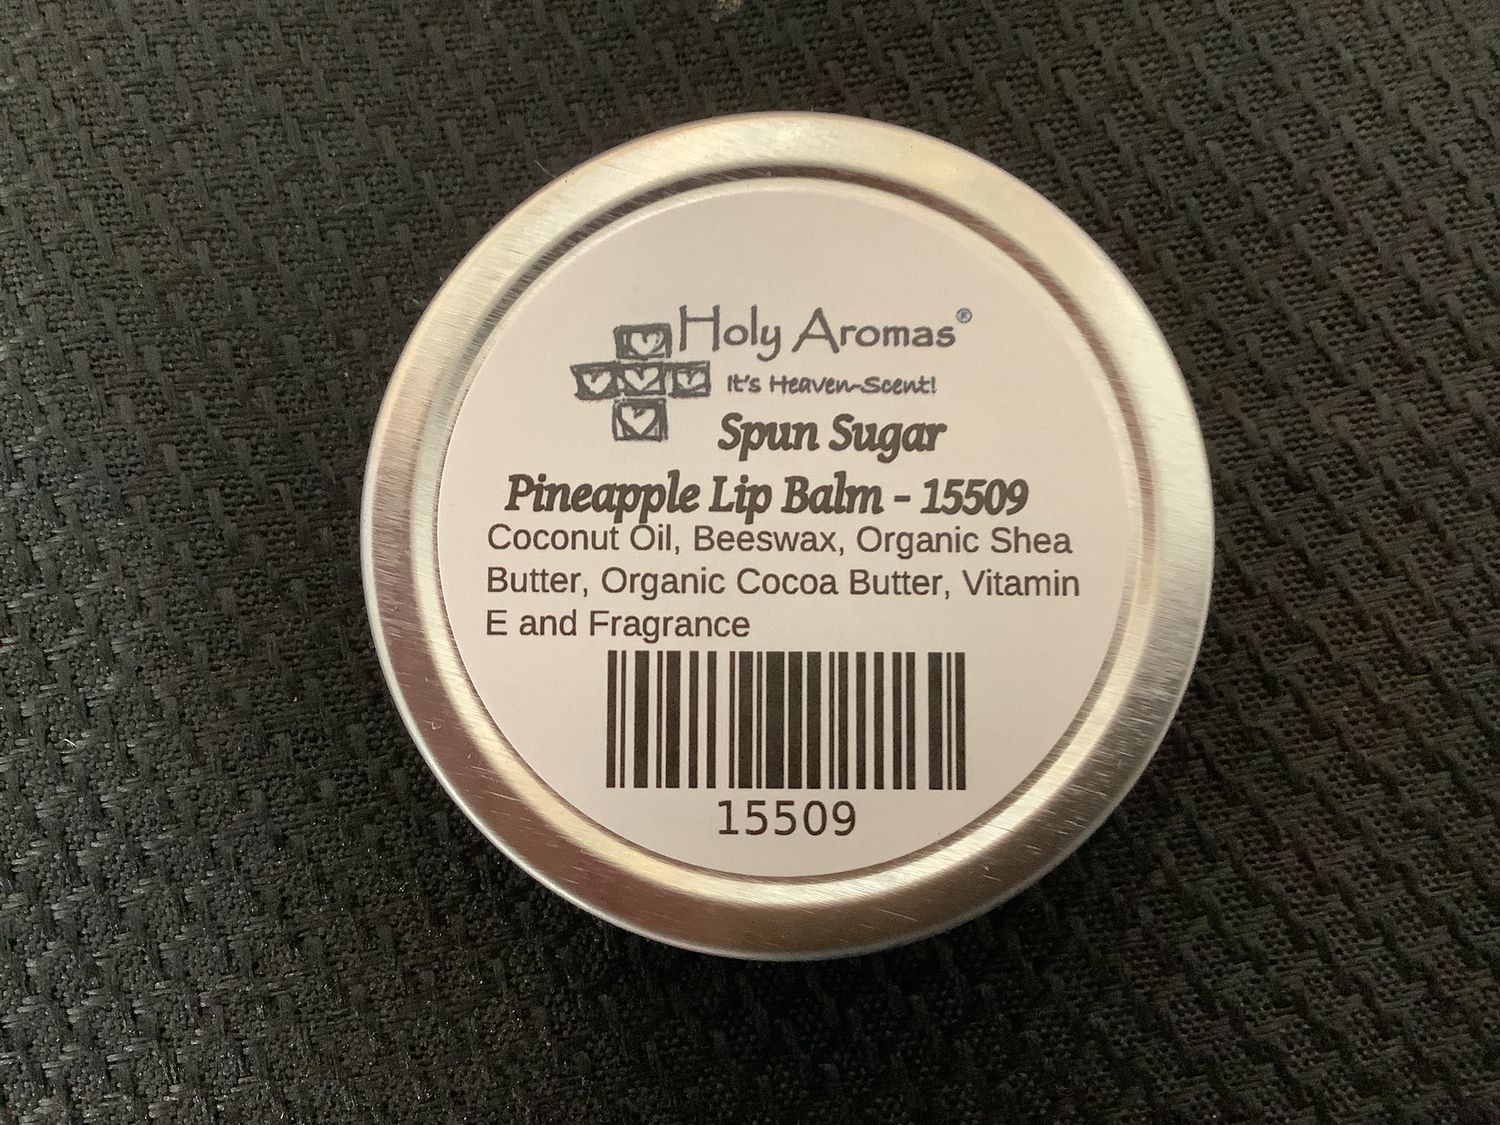 Holy Aromas®
It's Heaven-Scent!
Spun Sugar
Pineapple Lip Balm - 15509
Coconut Oil, Beeswax, Organic Shea
Butter, Organic Cocoa Butter, Vitamin
E and Fragrance
15509